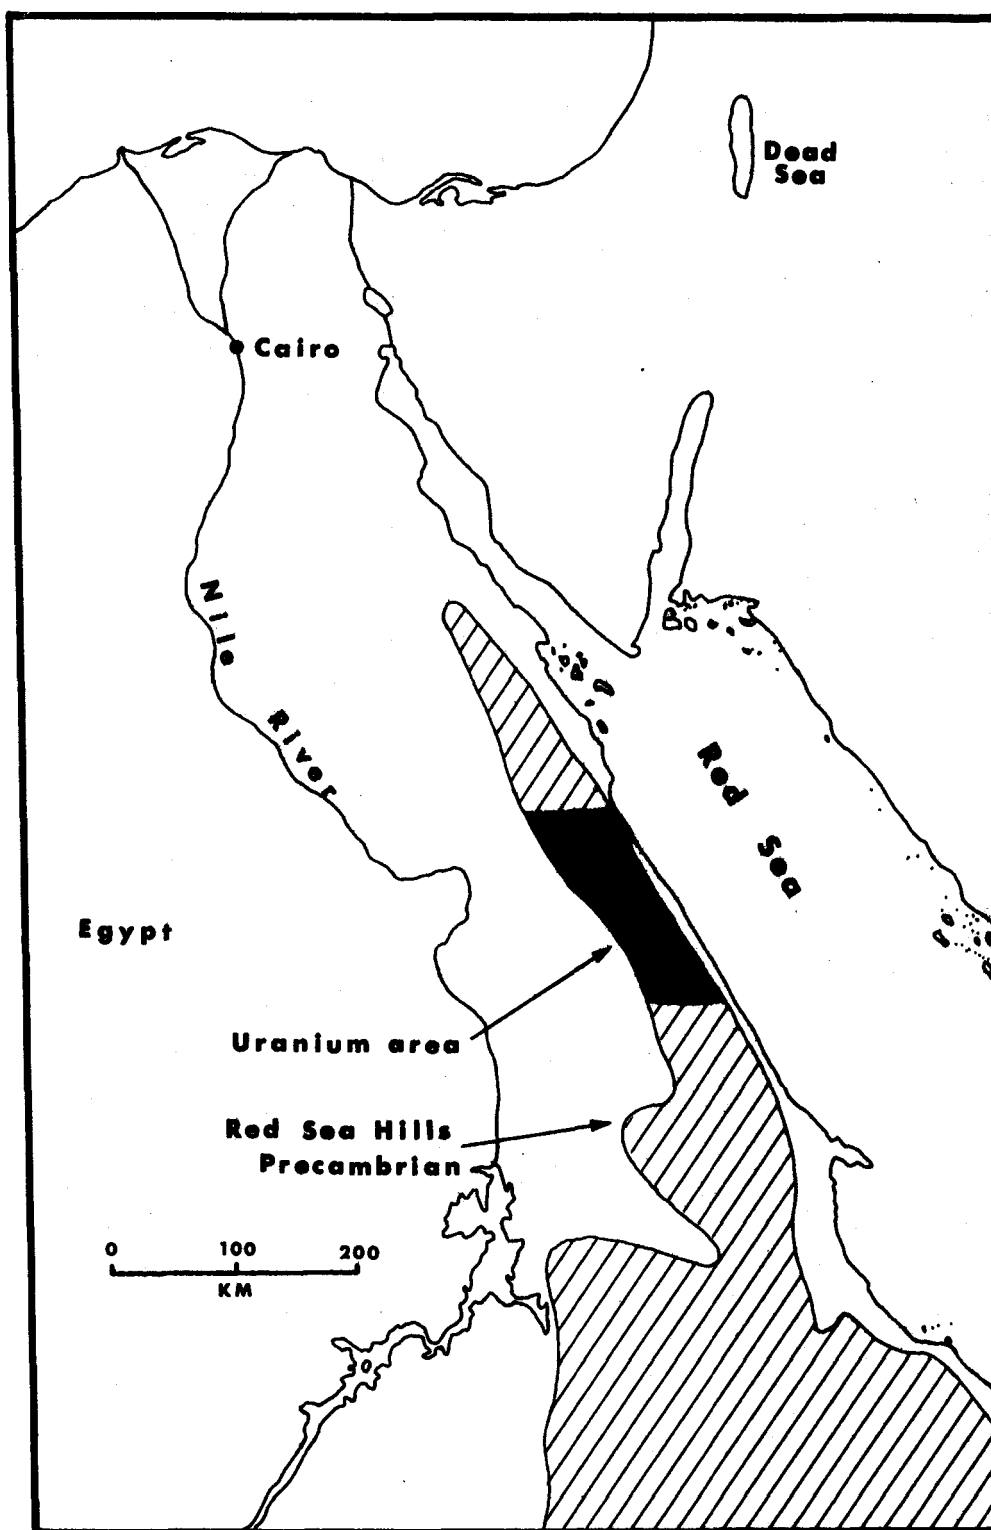 Dead
Sea
Cairo
Nile
River
Red Sea
Egypt
Uranium area
Red Sea Hills
Precambrian
0 100 200
KM